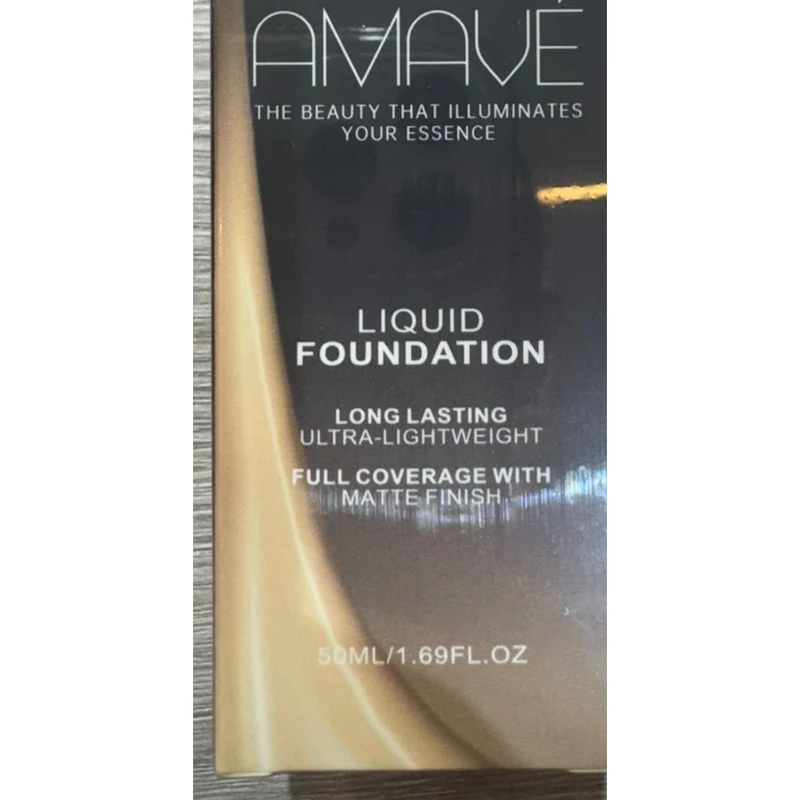 AMAVÉ
THE BEAUTY THAT ILLUMINATES
YOUR ESSENCE
LIQUID
FOUNDATION
LONG LASTING
ULTRA-LIGHTWEIGHT
FULL COVERAGE WITH
MATTE FINISH
50ML/1.69FL.OZ